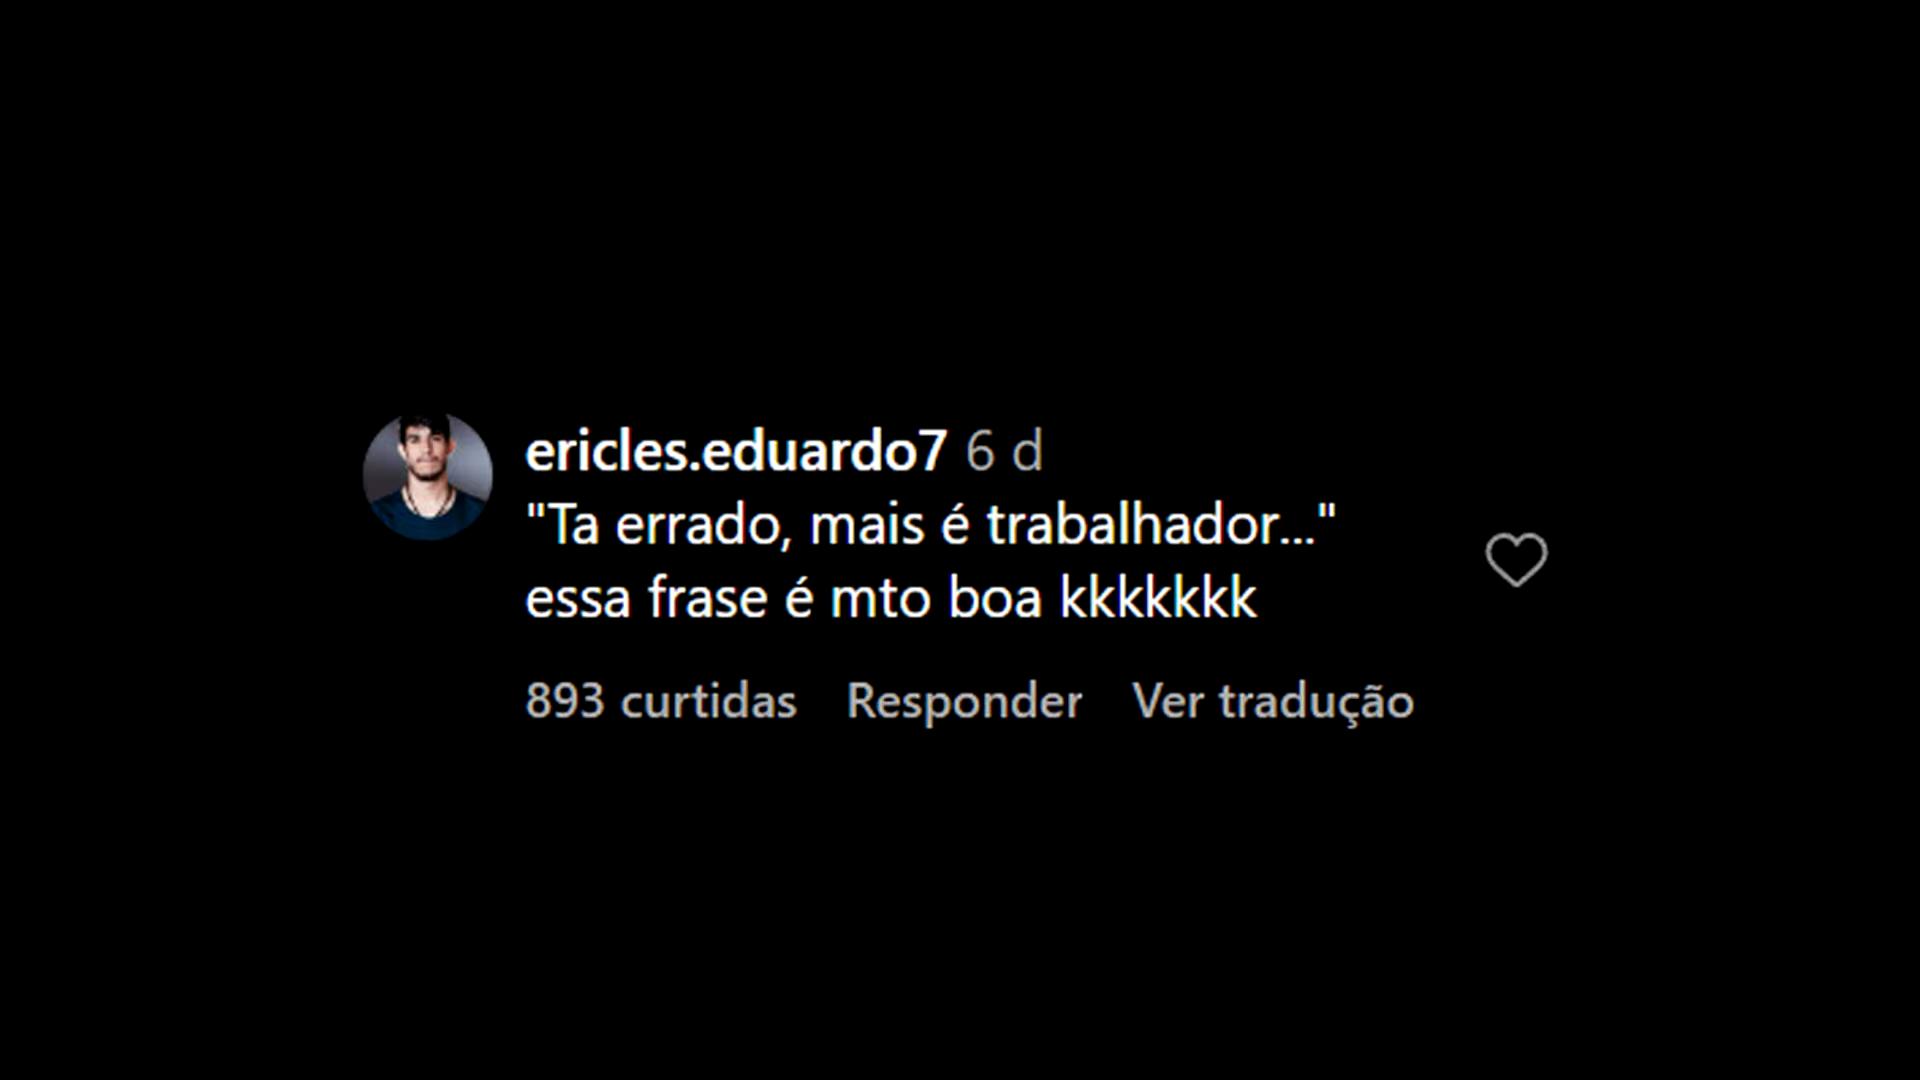 ericles.eduardo7 6 d
"Ta errado, mais é trabalhador..."
essa frase é mto boa kkkkkkk
893 curtidas Responder Ver tradução